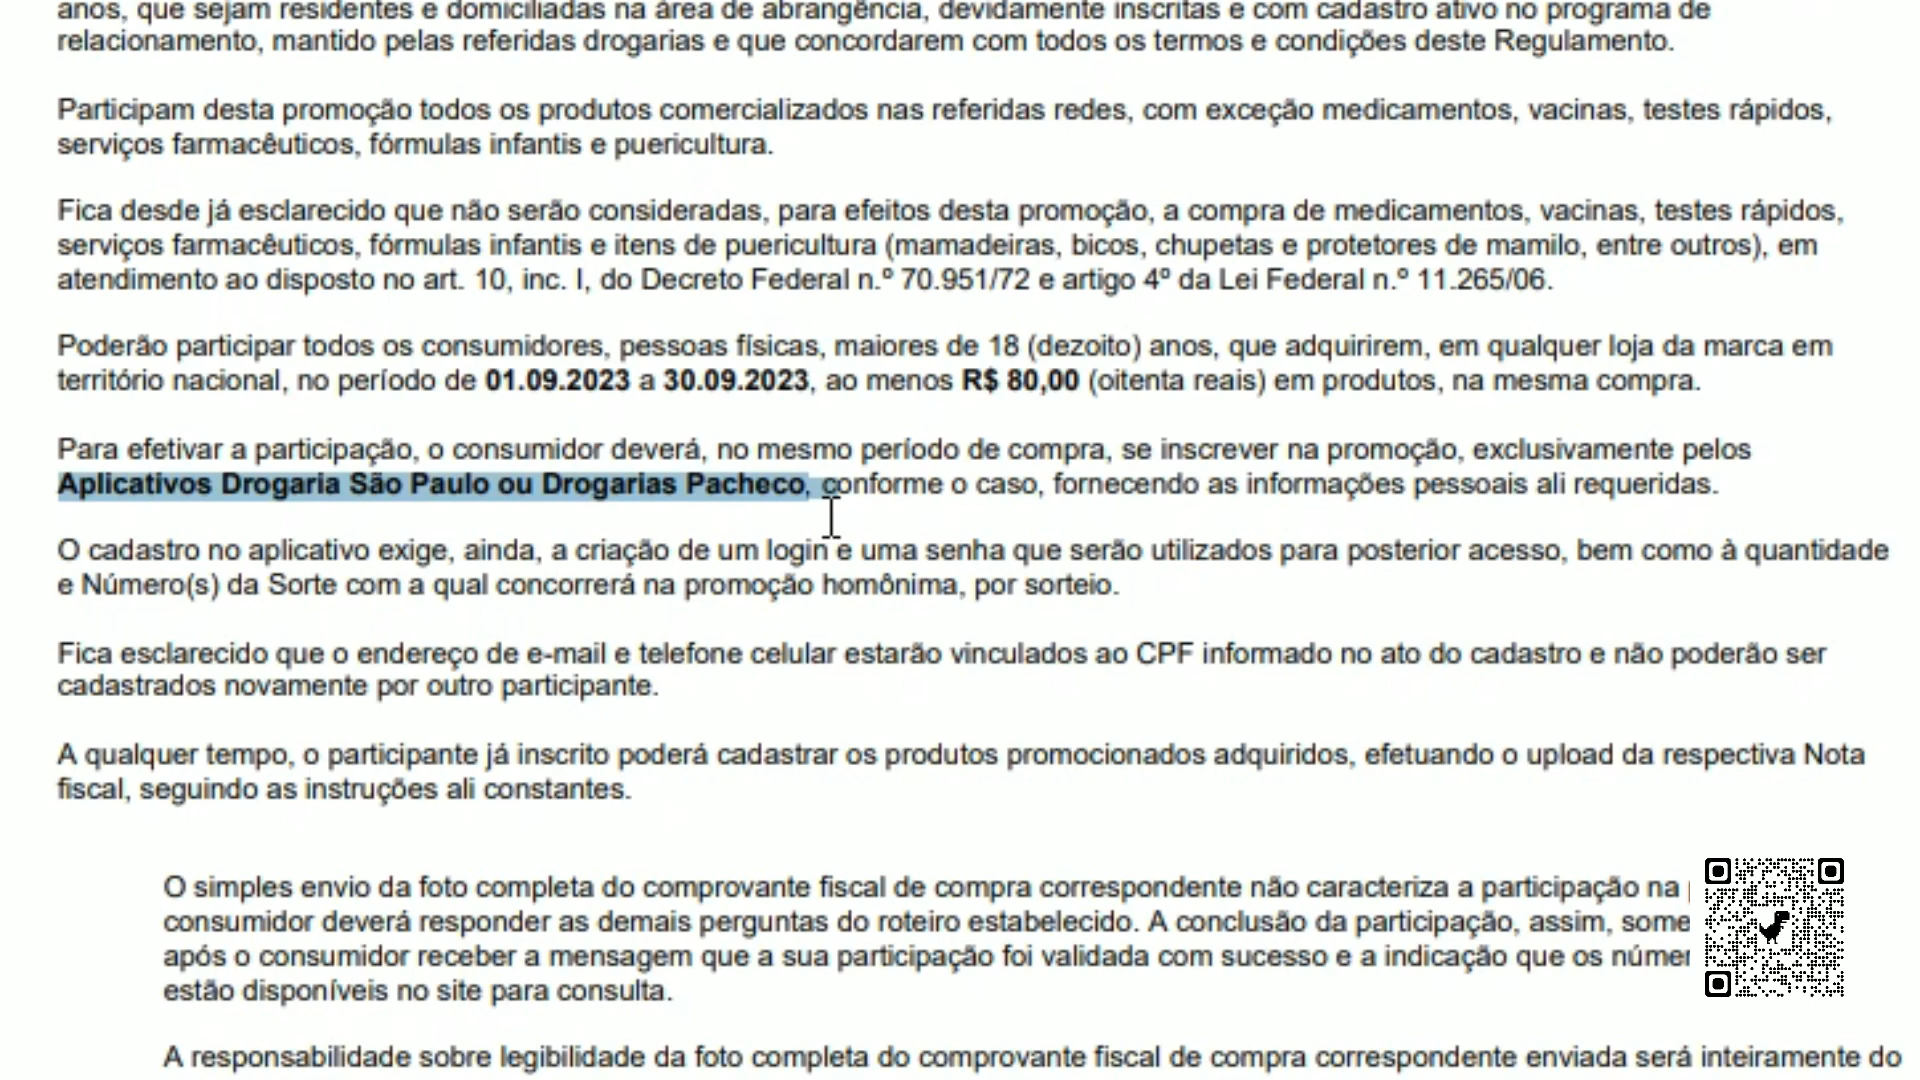 anos, que sejam residentes e domiciliadas na área de abrangência, devidamente inscritas e com cadastro ativo no programa de
relacionamento, mantido pelas referidas drogarias e que concordarem com todos os termos e condições deste Regulamento.
Participam desta promoção todos os produtos comercializados nas referidas redes, com exceção medicamentos, vacinas, testes rápidos,
serviços farmacêuticos, fórmulas infantis e puericultura.
Fica desde já esclarecido que não serão consideradas, para efeitos desta promoção, a compra de medicamentos, vacinas, testes rápidos,
serviços farmacêuticos, fórmulas infantis e itens de puericultura (mamadeiras, bicos, chupetas e protetores de mamilo, entre outros), em
atendimento ao disposto no art. 10, inc. I, do Decreto Federal n.º 70.951/72 e artigo 4º da Lei Federal n.º 11.265/06.
Poderão participar todos os consumidores, pessoas físicas, maiores de 18 (dezoito) anos, que adquirirem, em qualquer loja da marca em
território nacional, no período de 01.09.2023 a 30.09.2023, ao menos R$ 80,00 (oitenta reais) em produtos, na mesma compra.
Para efetivar a participação, o consumidor deverá, no mesmo período de compra, se inscrever na promoção, exclusivamente pelos
Aplicativos Drogaria São Paulo ou Drogarias Pacheco, conforme o caso, fornecendo as informações pessoais ali requeridas.
O cadastro no aplicativo exige, ainda, a criação de um login e uma senha que serão utilizados para posterior acesso, bem como à quantidade
e Número(s) da Sorte com a qual concorrerá na promoção homônima, por sorteio.
Fica esclarecido que o endereço de e-mail e telefone celular estarão vinculados ao CPF informado no ato do cadastro e não poderão ser
cadastrados novamente por outro participante.
A qualquer tempo, o participante já inscrito poderá cadastrar os produtos promocionados adquiridos, efetuando o upload da respectiva Nota
fiscal, seguindo as instruções ali constantes.
O simples envio da foto completa do comprovante fiscal de compra correspondente não caracteriza a participação na
consumidor deverá responder as demais perguntas do roteiro estabelecido. A conclusão da participação, assim, some
após o consumidor receber a mensagem que a sua participação foi validada com sucesso e a indicação que os númer
estão disponíveis no site para consulta.
A responsabilidade sobre legibilidade da foto completa do comprovante fiscal de compra correspondente enviada será inteiramente do